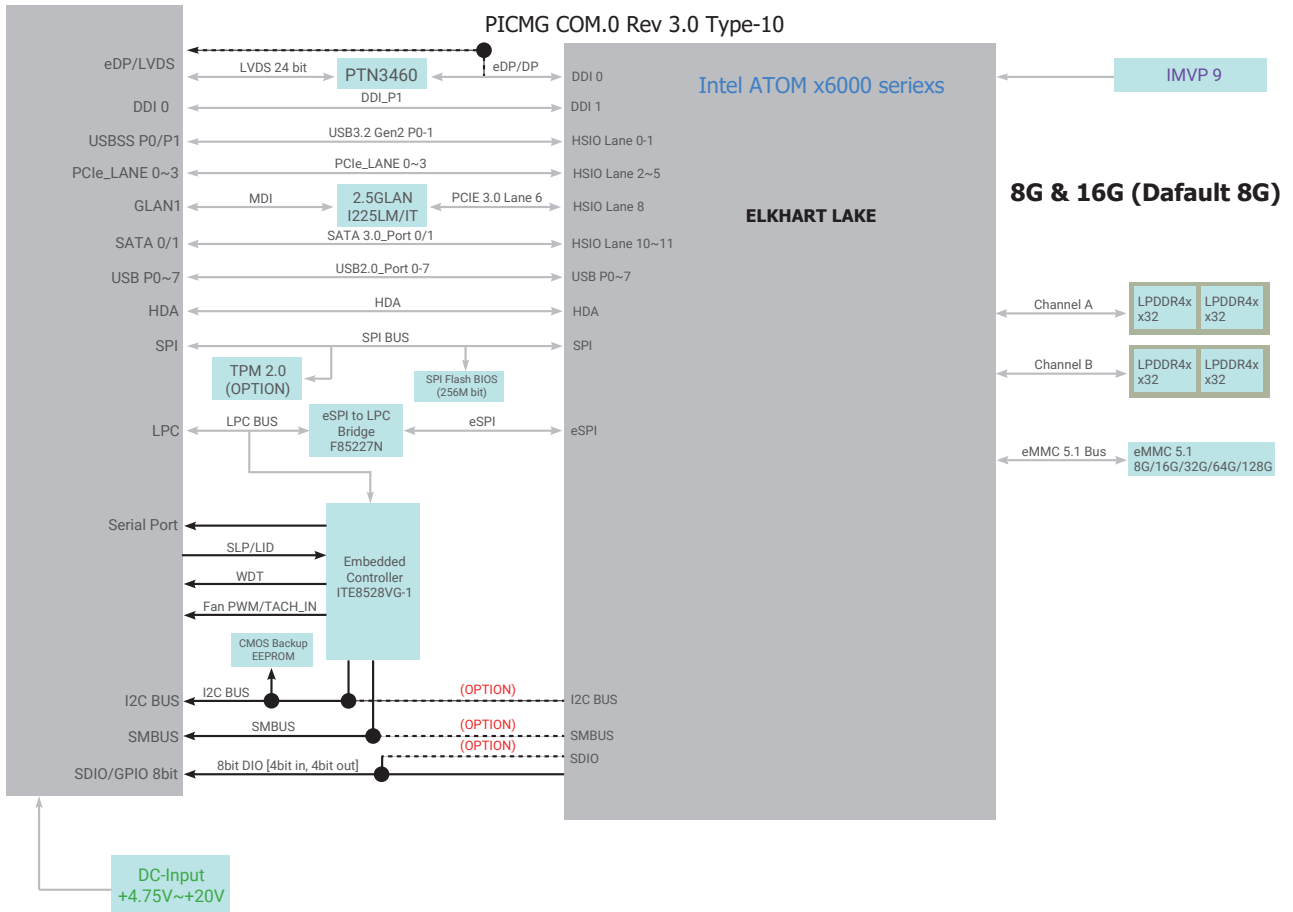 PICMG COM.0 Rev 3.0 Type-10
eDP/LVDS
LVDS 24 bit
PTN3460
eDP/DP
DDI 0
Intel ATOM x6000 seriexs
IMVP 9
DDI 0
DDI_P1
DDI 1
USBSS P0/P1
USB3.2 Gen2 P0-1
HSIO Lane 0-1
PCIe_LANE 0~3
PCIe_LANE 0~3
HSIO Lane 2~5
8G & 16G (Dafault 8G)
GLAN1
MDI
2.5GLAN
I225LM/IT
PCIE 3.0 Lane 6
HSIO Lane 8
ELKHART LAKE
SATA 0/1
SATA 3.0_Port 0/1
HSIO Lane 10~11
USB P0~7
USB2.0_Port 0-7
USB P0~7
HDA
HDA
HDA
Channel A
LPDDR4x
x32
LPDDR4x
x32
SPI
SPI BUS
SPI
TPM 2.0
(OPTION)
SPI Flash BIOS
(256M bit)
Channel B
LPDDR4x
x32
LPDDR4x
x32
LPC
LPC BUS
eSPI to LPC
Bridge
F85227N
eSPI
eSPI
eMMC 5.1 Bus
eMMC 5.1
8G/16G/32G/64G/128G
Serial Port
SLP/LID
WDT
Fan PWM/TACH_IN
Embedded
Controller
ITE8528VG-1
CMOS Backup
EEPROM
I2C BUS
I2C BUS
(OPTION)
I2C BUS
SMBUS
SMBUS
(OPTION)
SMBUS
(OPTION)
SDIO
SDIO/GPIO 8bit
8bit DIO [4bit in, 4bit out]
DC-Input
+4.75V~+20V